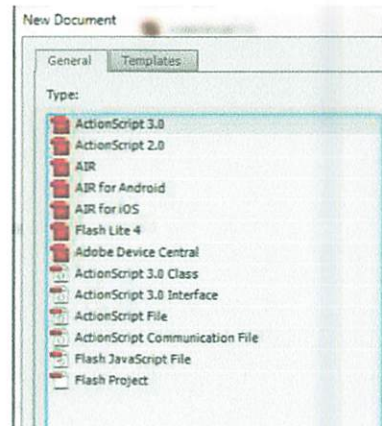 New Document
General Templates
Type:
ActionScript 3.0
ActionScript 2.0
AIR
AIR for Android
AIR for iOS
Flash Lite 4
Adobe Device Central
ActionScript 3.0 Class
ActionScript 3.0 Interface
ActionScript File
ActionScript Communication File
Flash JavaScript File
Flash Project